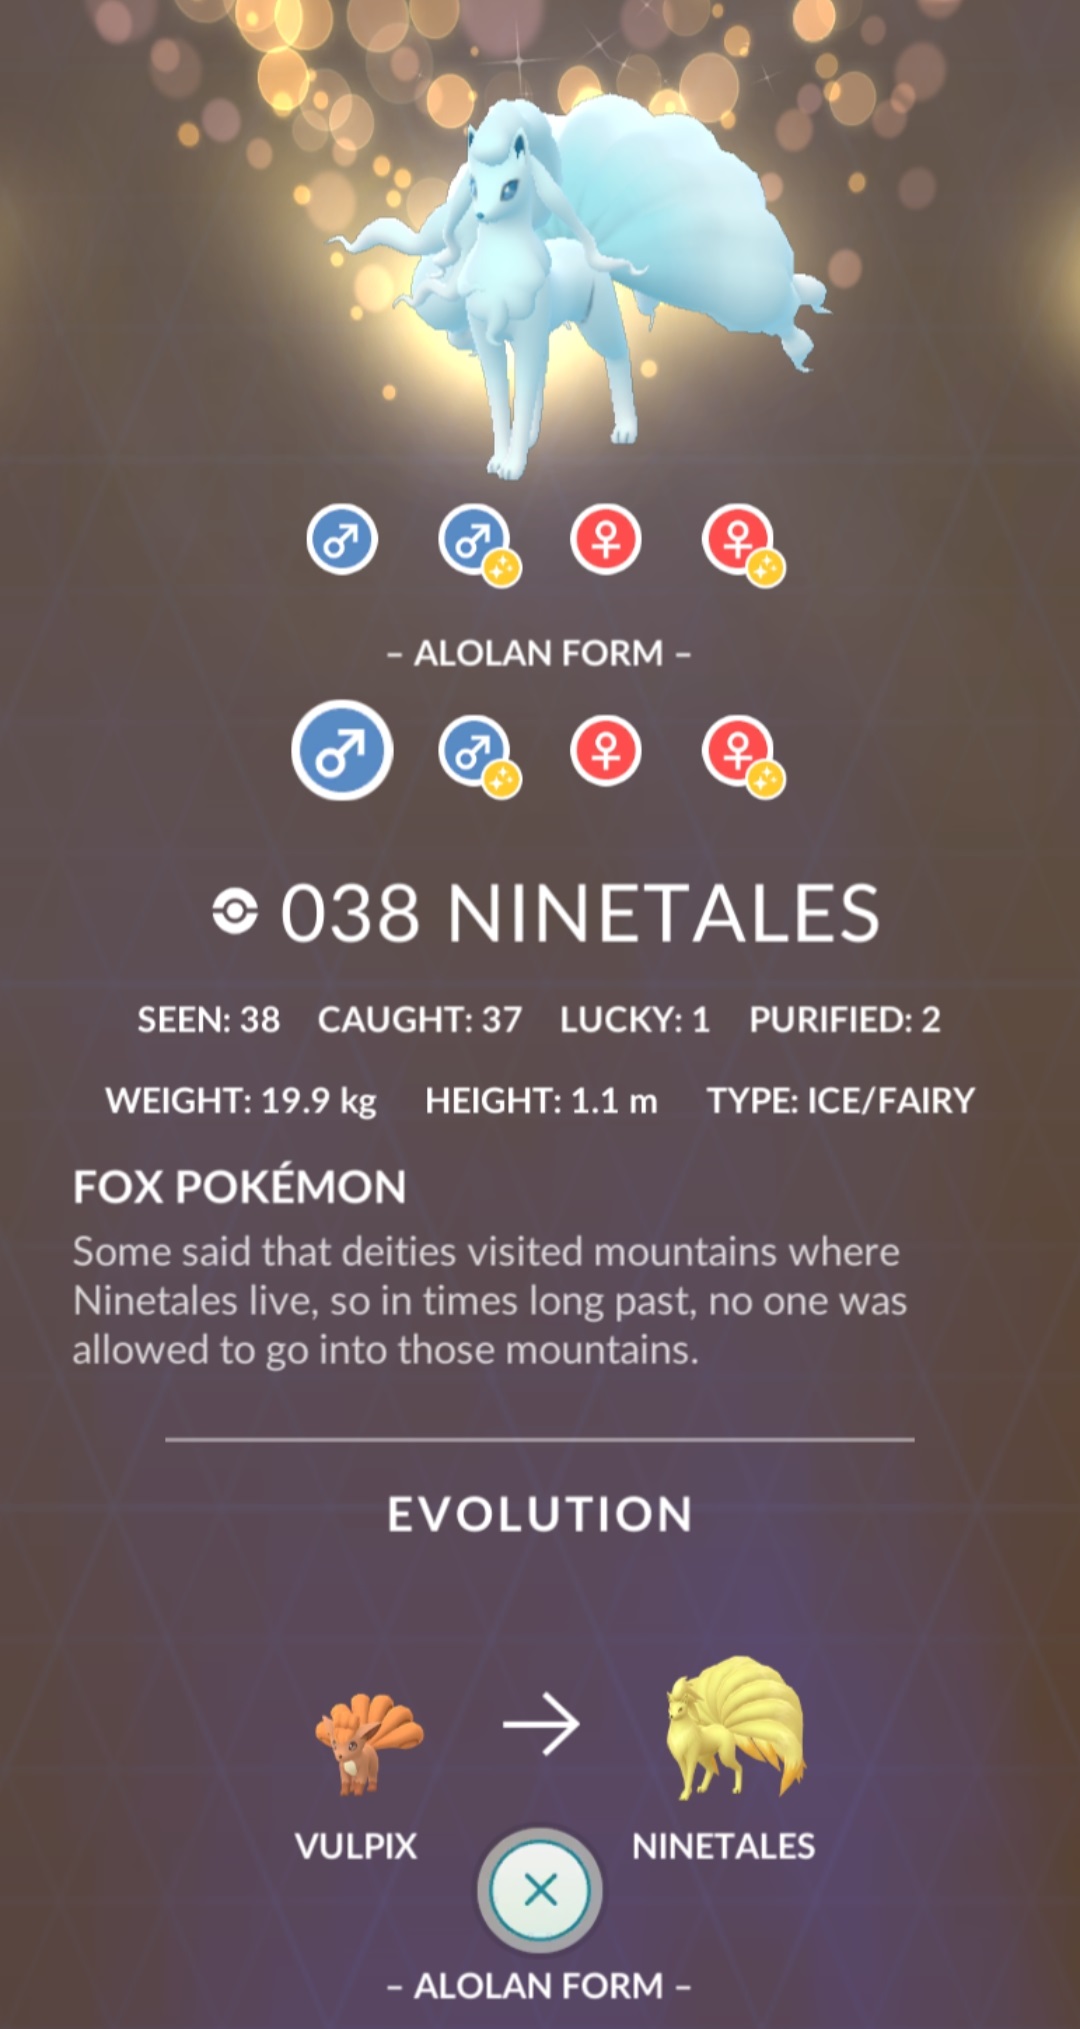 – ALOLAN FORM –
038 NINETALES
SEEN: 38 CAUGHT: 37 LUCKY: 1 PURIFIED: 2
WEIGHT: 19.9 kg HEIGHT: 1.1 m TYPE: ICE/FAIRY
FOX POKÉMON
Some said that deities visited mountains where
Ninetales live, so in times long past, no one was
allowed to go into those mountains.
EVOLUTION
VULPIX NINETALES
– ALOLAN FORM –